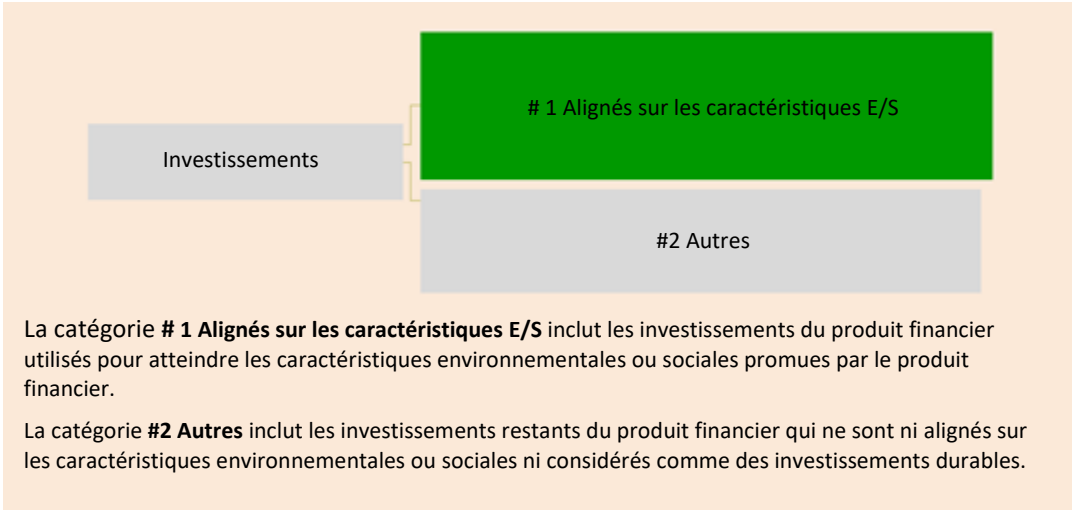 # 1 Alignés sur les caractéristiques E/S
Investissements
#2 Autres
La catégorie # 1 Alignés sur les caractéristiques E/S inclut les investissements du produit financier
utilisés pour atteindre les caractéristiques environnementales ou sociales promues par le produit
financier.
La catégorie #2 Autres inclut les investissements restants du produit financier qui ne sont ni alignés sur
les caractéristiques environnementales ou sociales ni considérés comme des investissements durables.